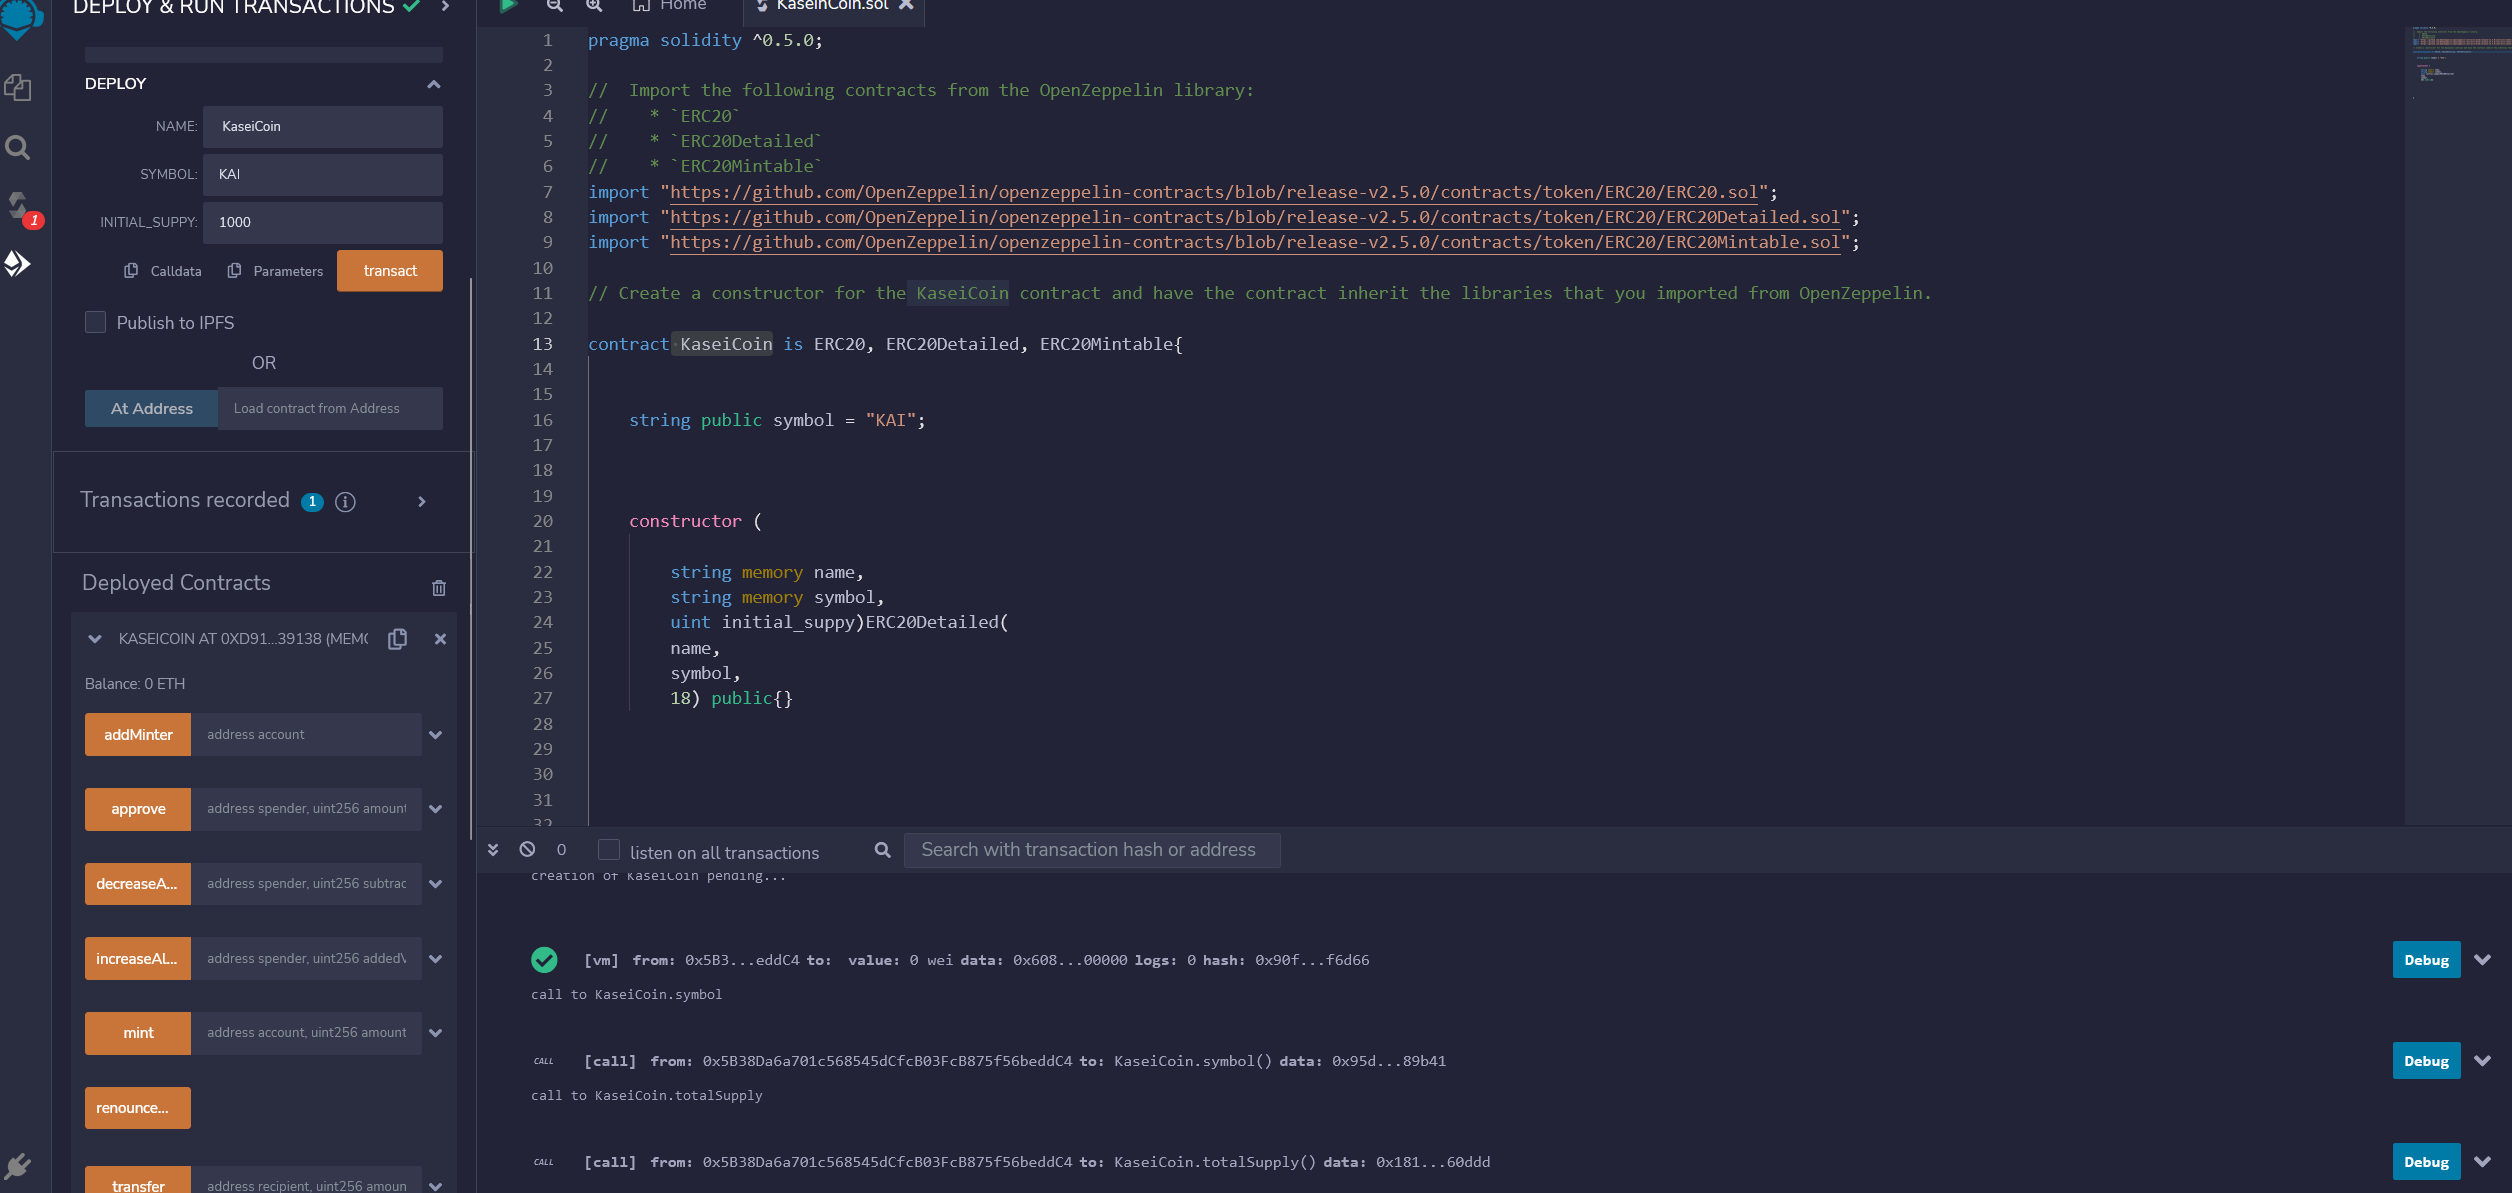 DEPLOY & RUN TRANSACTIONS
DEPLOY
NAME: KaseiCoin
SYMBOL: KAI
INITIAL_SUPPY: 1000
Calldata Parameters transact
Publish to IPFS
OR
At Address Load contract from Address
Transactions recorded 1
Deployed Contracts
KASEICOIN AT 0XD91...39138 (MEMO
Balance: 0 ETH
addMinter address account
approve address spender, uint256 amount
decreaseA... address spender, uint256 subtrac
increaseAl... address spender, uint256 addedV
mint address account, uint256 amount
renounce...
transfer address recipient, uint256 amoun
1
Home KaseinCoin.sol
1 pragma solidity ^0.5.0;
2
3 //  Import the following contracts from the OpenZeppelin library:
4 //    * `ERC20`
5 //    * `ERC20Detailed`
6 //    * `ERC20Mintable`
7 import "https://github.com/OpenZeppelin/openzeppelin-contracts/blob/release-v2.5.0/contracts/token/ERC20/ERC20.sol";
8 import "https://github.com/OpenZeppelin/openzeppelin-contracts/blob/release-v2.5.0/contracts/token/ERC20/ERC20Detailed.sol";
9 import "https://github.com/OpenZeppelin/openzeppelin-contracts/blob/release-v2.5.0/contracts/token/ERC20/ERC20Mintable.sol";
10
11 // Create a constructor for the KaseiCoin contract and have the contract inherit the libraries that you imported from OpenZeppelin.
12
13 contract KaseiCoin is ERC20, ERC20Detailed, ERC20Mintable{
14
15
16 string public symbol = "KAI";
17
18
19
20 constructor (
21
22 string memory name,
23 string memory symbol,
24 uint initial_suppy)ERC20Detailed(
25 name,
26 symbol,
27 18) public{}
28
29
30
31
32
0 listen on all transactions Search with transaction hash or address
creation of KaseiCoin pending...
[vm] from: 0x5B3...eddC4 to: value: 0 wei data: 0x608...00000 logs: 0 hash: 0x90f...f6d66 Debug
call to KaseiCoin.symbol
CALL [call] from: 0x5B38Da6a701c568545dCfcB03FcB875f56beddC4 to: KaseiCoin.symbol() data: 0x95d...89b41 Debug
call to KaseiCoin.totalSupply
CALL [call] from: 0x5B38Da6a701c568545dCfcB03FcB875f56beddC4 to: KaseiCoin.totalSupply() data: 0x181...60ddd Debug